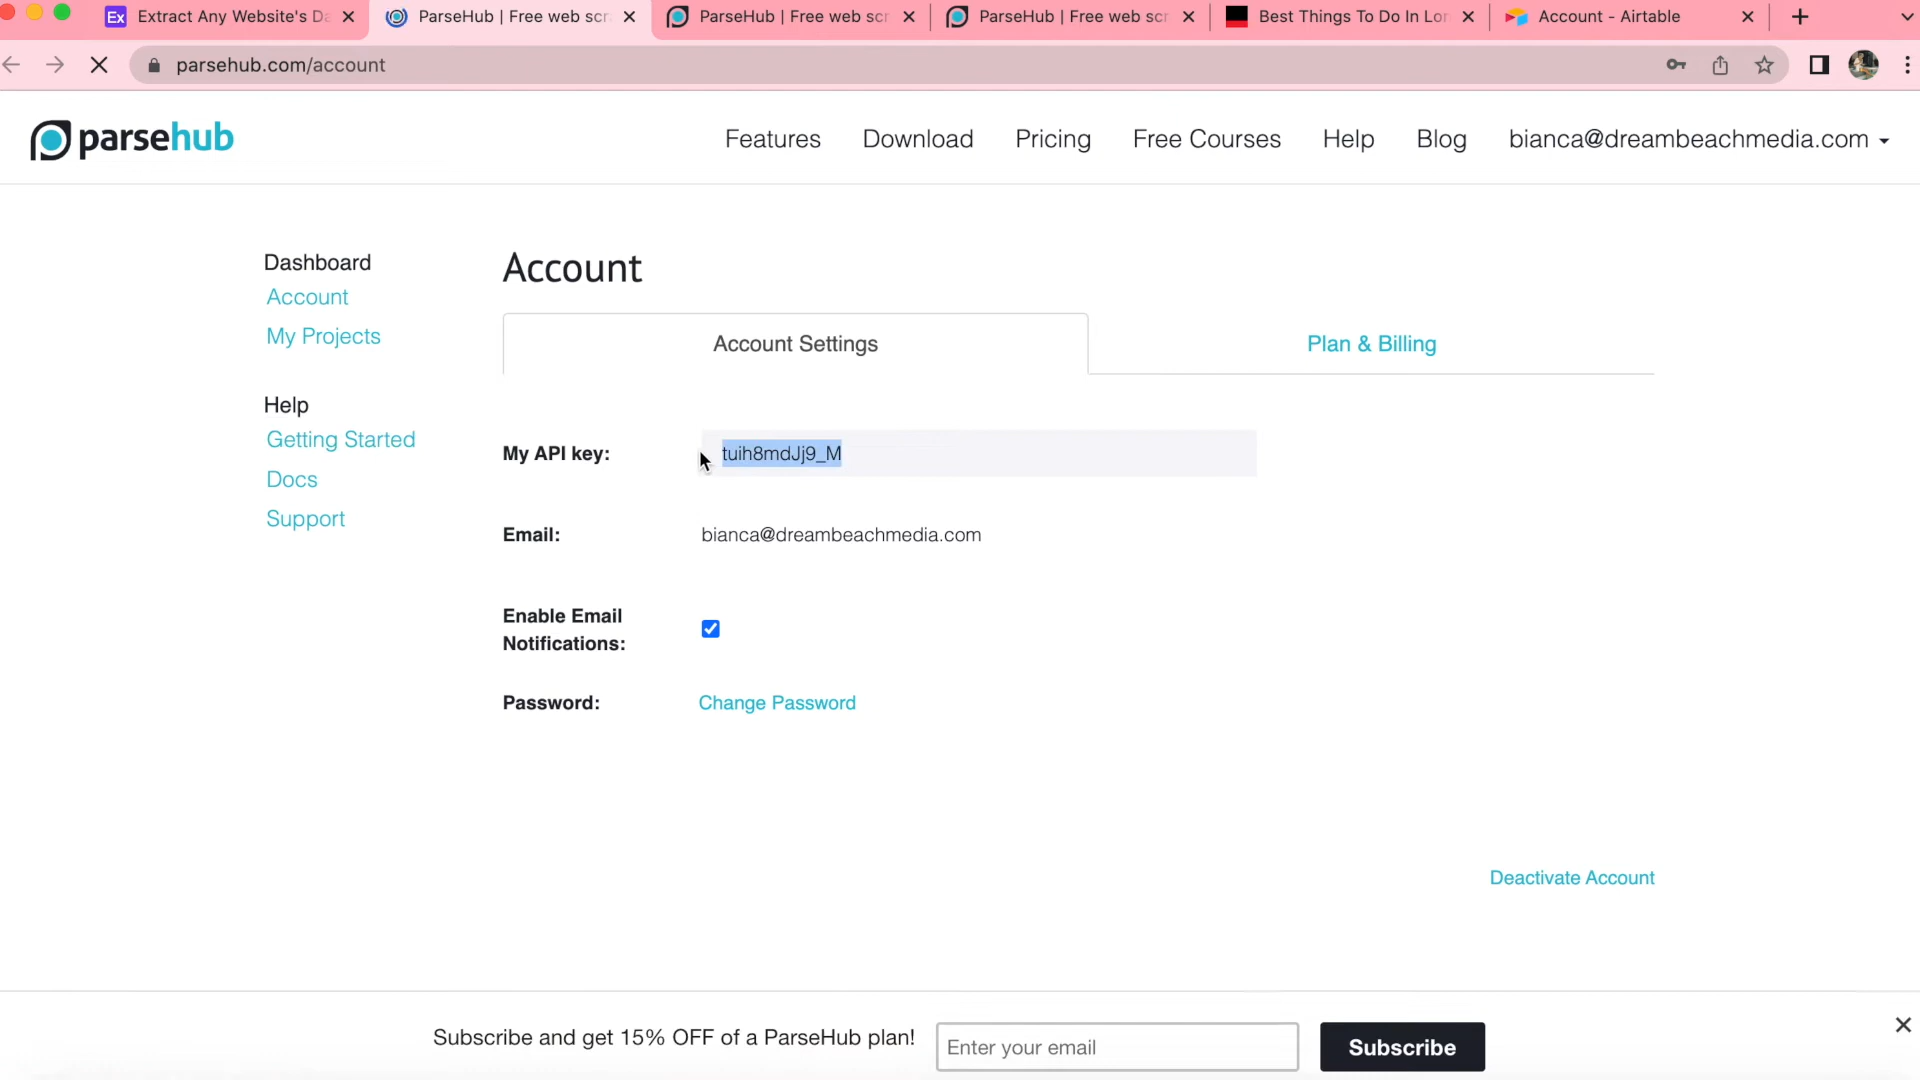 Ex Extract Any Website's Da
ParseHub | Free web scr
ParseHub | Free web scr
ParseHub | Free web scr
Best Things To Do In Lon
Account - Airtable
parsehub.com/account
parsehub
Features
Download
Pricing
Free Courses
Help
Blog
bianca@dreambeachmedia.com
Dashboard
Account
My Projects
Help
Getting Started
Docs
Support
Account
Account Settings
Plan & Billing
My API key: tuih8mdJj9_M
Email: bianca@dreambeachmedia.com
Enable Email
Notifications:
Password: Change Password
Deactivate Account
Subscribe and get 15% OFF of a ParseHub plan!
Enter your email
Subscribe